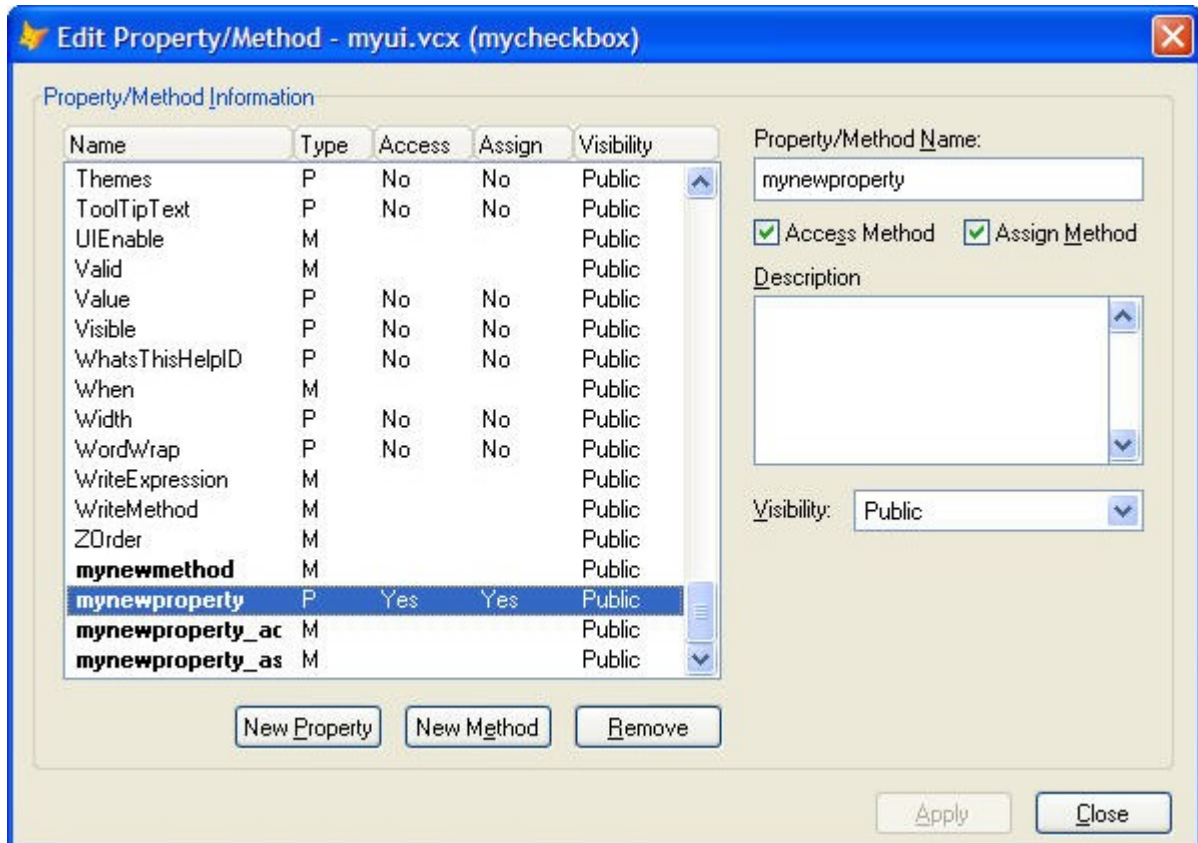 Edit Property/Method - myui.vcx (mycheckbox)
Property/Method Information
Name Type Access Assign Visibility
Themes P No No Public
ToolTipText P No No Public
UIEnable M Public
Valid M Public
Value P No No Public
Visible P No No Public
WhatsThisHelpID P No No Public
When M Public
Width P No No Public
WordWrap P No No Public
WriteExpression M Public
WriteMethod M Public
ZOrder M Public
mynewmethod M Public
mynewproperty P Yes Yes Public
mynewproperty_ac M Public
mynewproperty_as M Public
New Property New Method Remove
Property/Method Name:
mynewproperty
Access Method Assign Method
Description
Visibility: Public
Apply Close